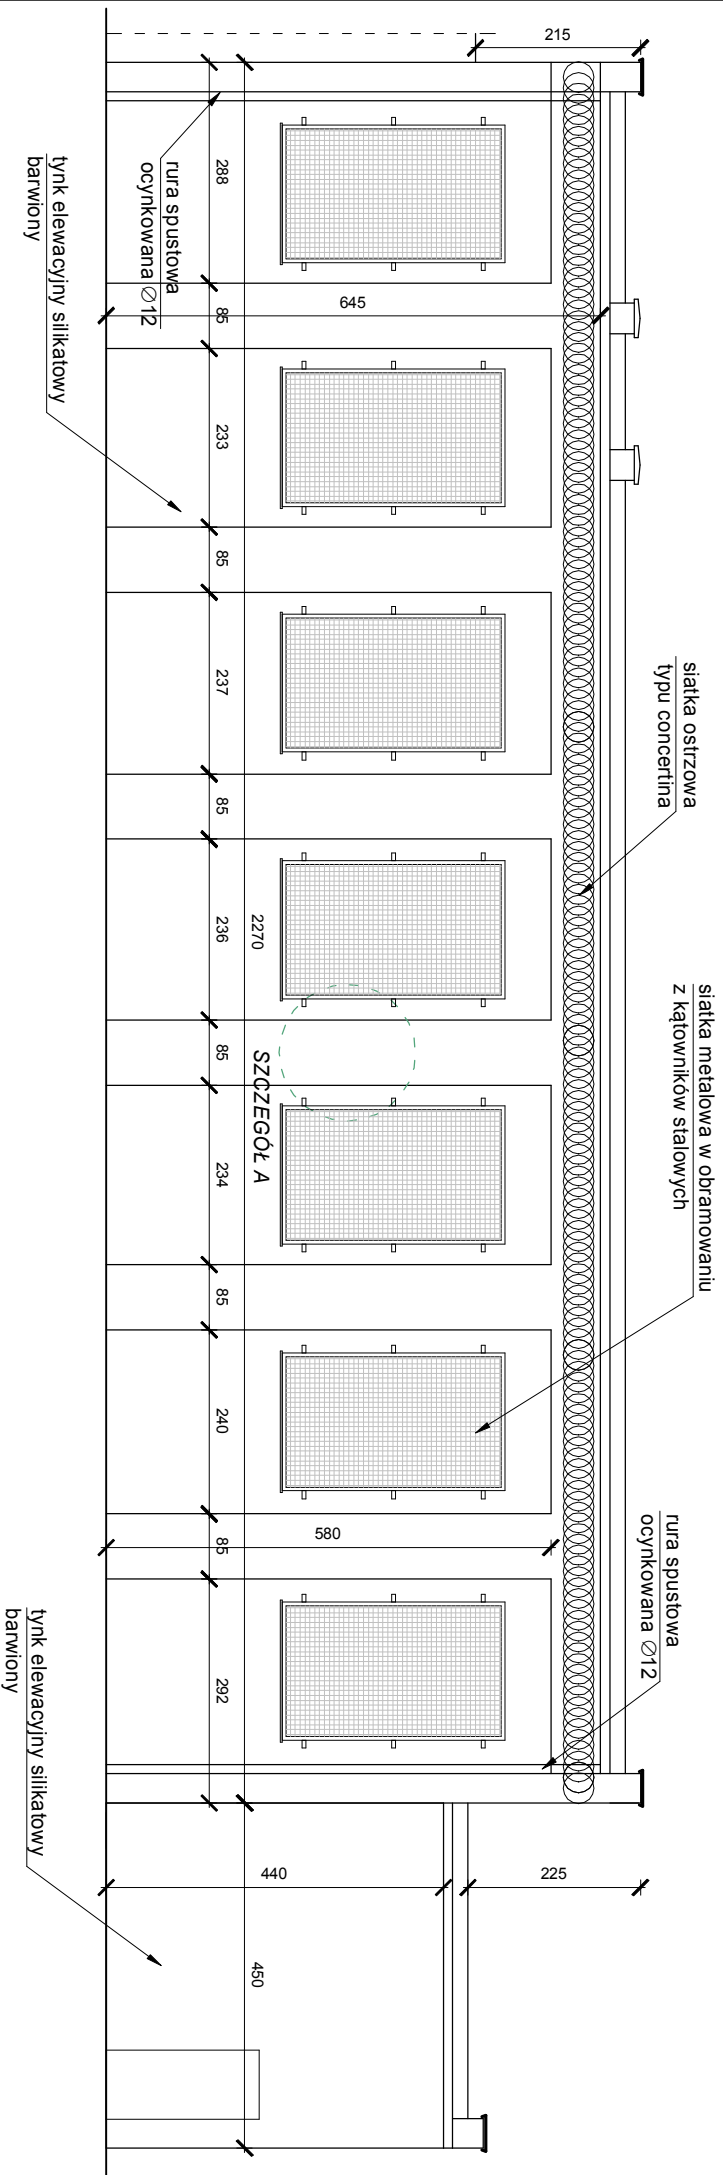 215
288
85
233
85
237
85
236
85
234
85
240
85
292
2270
450
645
580
440
225
rura spustowa
ocynkowana ∅12
tynk elewacyjny silikatowy
barwiony
siatka ostrzowa
typu concertina
siatka metalowa w obramowaniu
z kątowników stalowych
SZCZEGÓŁ A
rura spustowa
ocynkowana ∅12
tynk elewacyjny silikatowy
barwiony